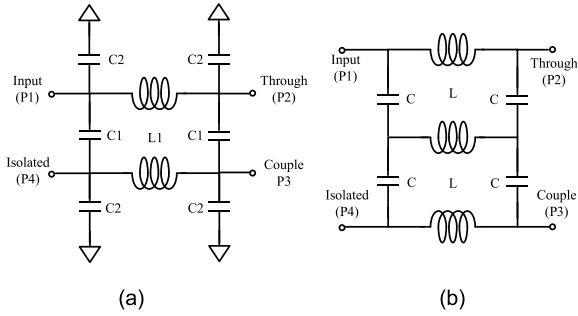 C2 C2
Input Through
(P1) (P2)
C1 L1 C1
Isolated Couple
(P4) P3
C2 C2
(a)
Input Through
(P1) (P2)
C L C
C L C
Isolated Couple
(P4) (P3)
(b)